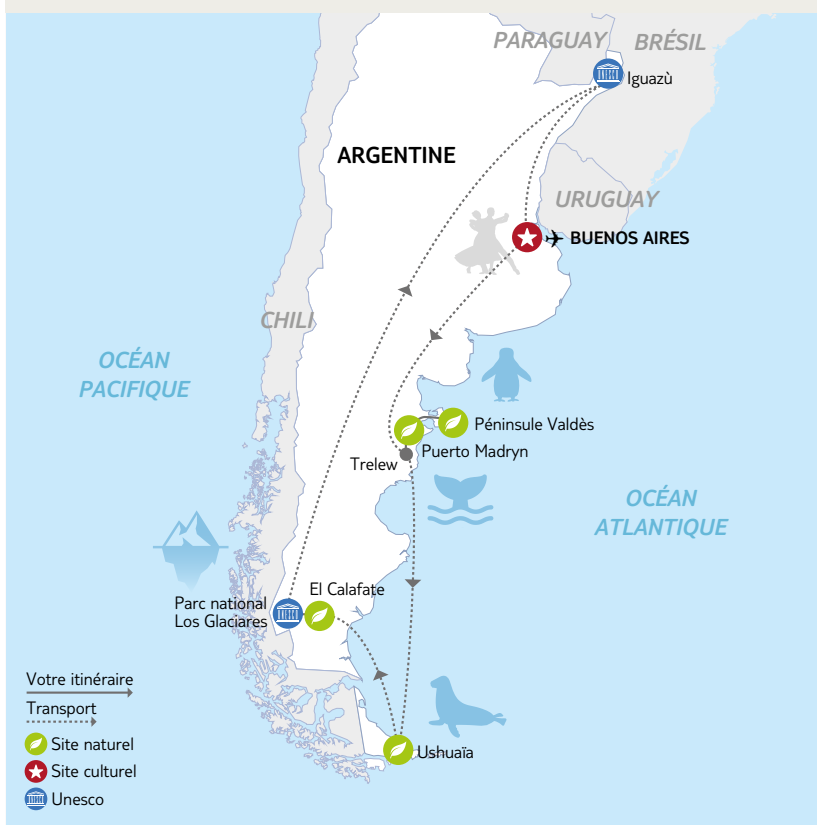 PARAGUAY
BRÉSIL
Iguazù
ARGENTINE
URUGUAY
BUENOS AIRES
CHILI
OCÉAN
PACIFIQUE
Péninsule Valdès
Puerto Madryn
Trelew
OCÉAN
ATLANTIQUE
El Calafate
Parc national
Los Glaciares
Ushuaïa
Votre itinéraire
Transport
Site naturel
Site culturel
Unesco